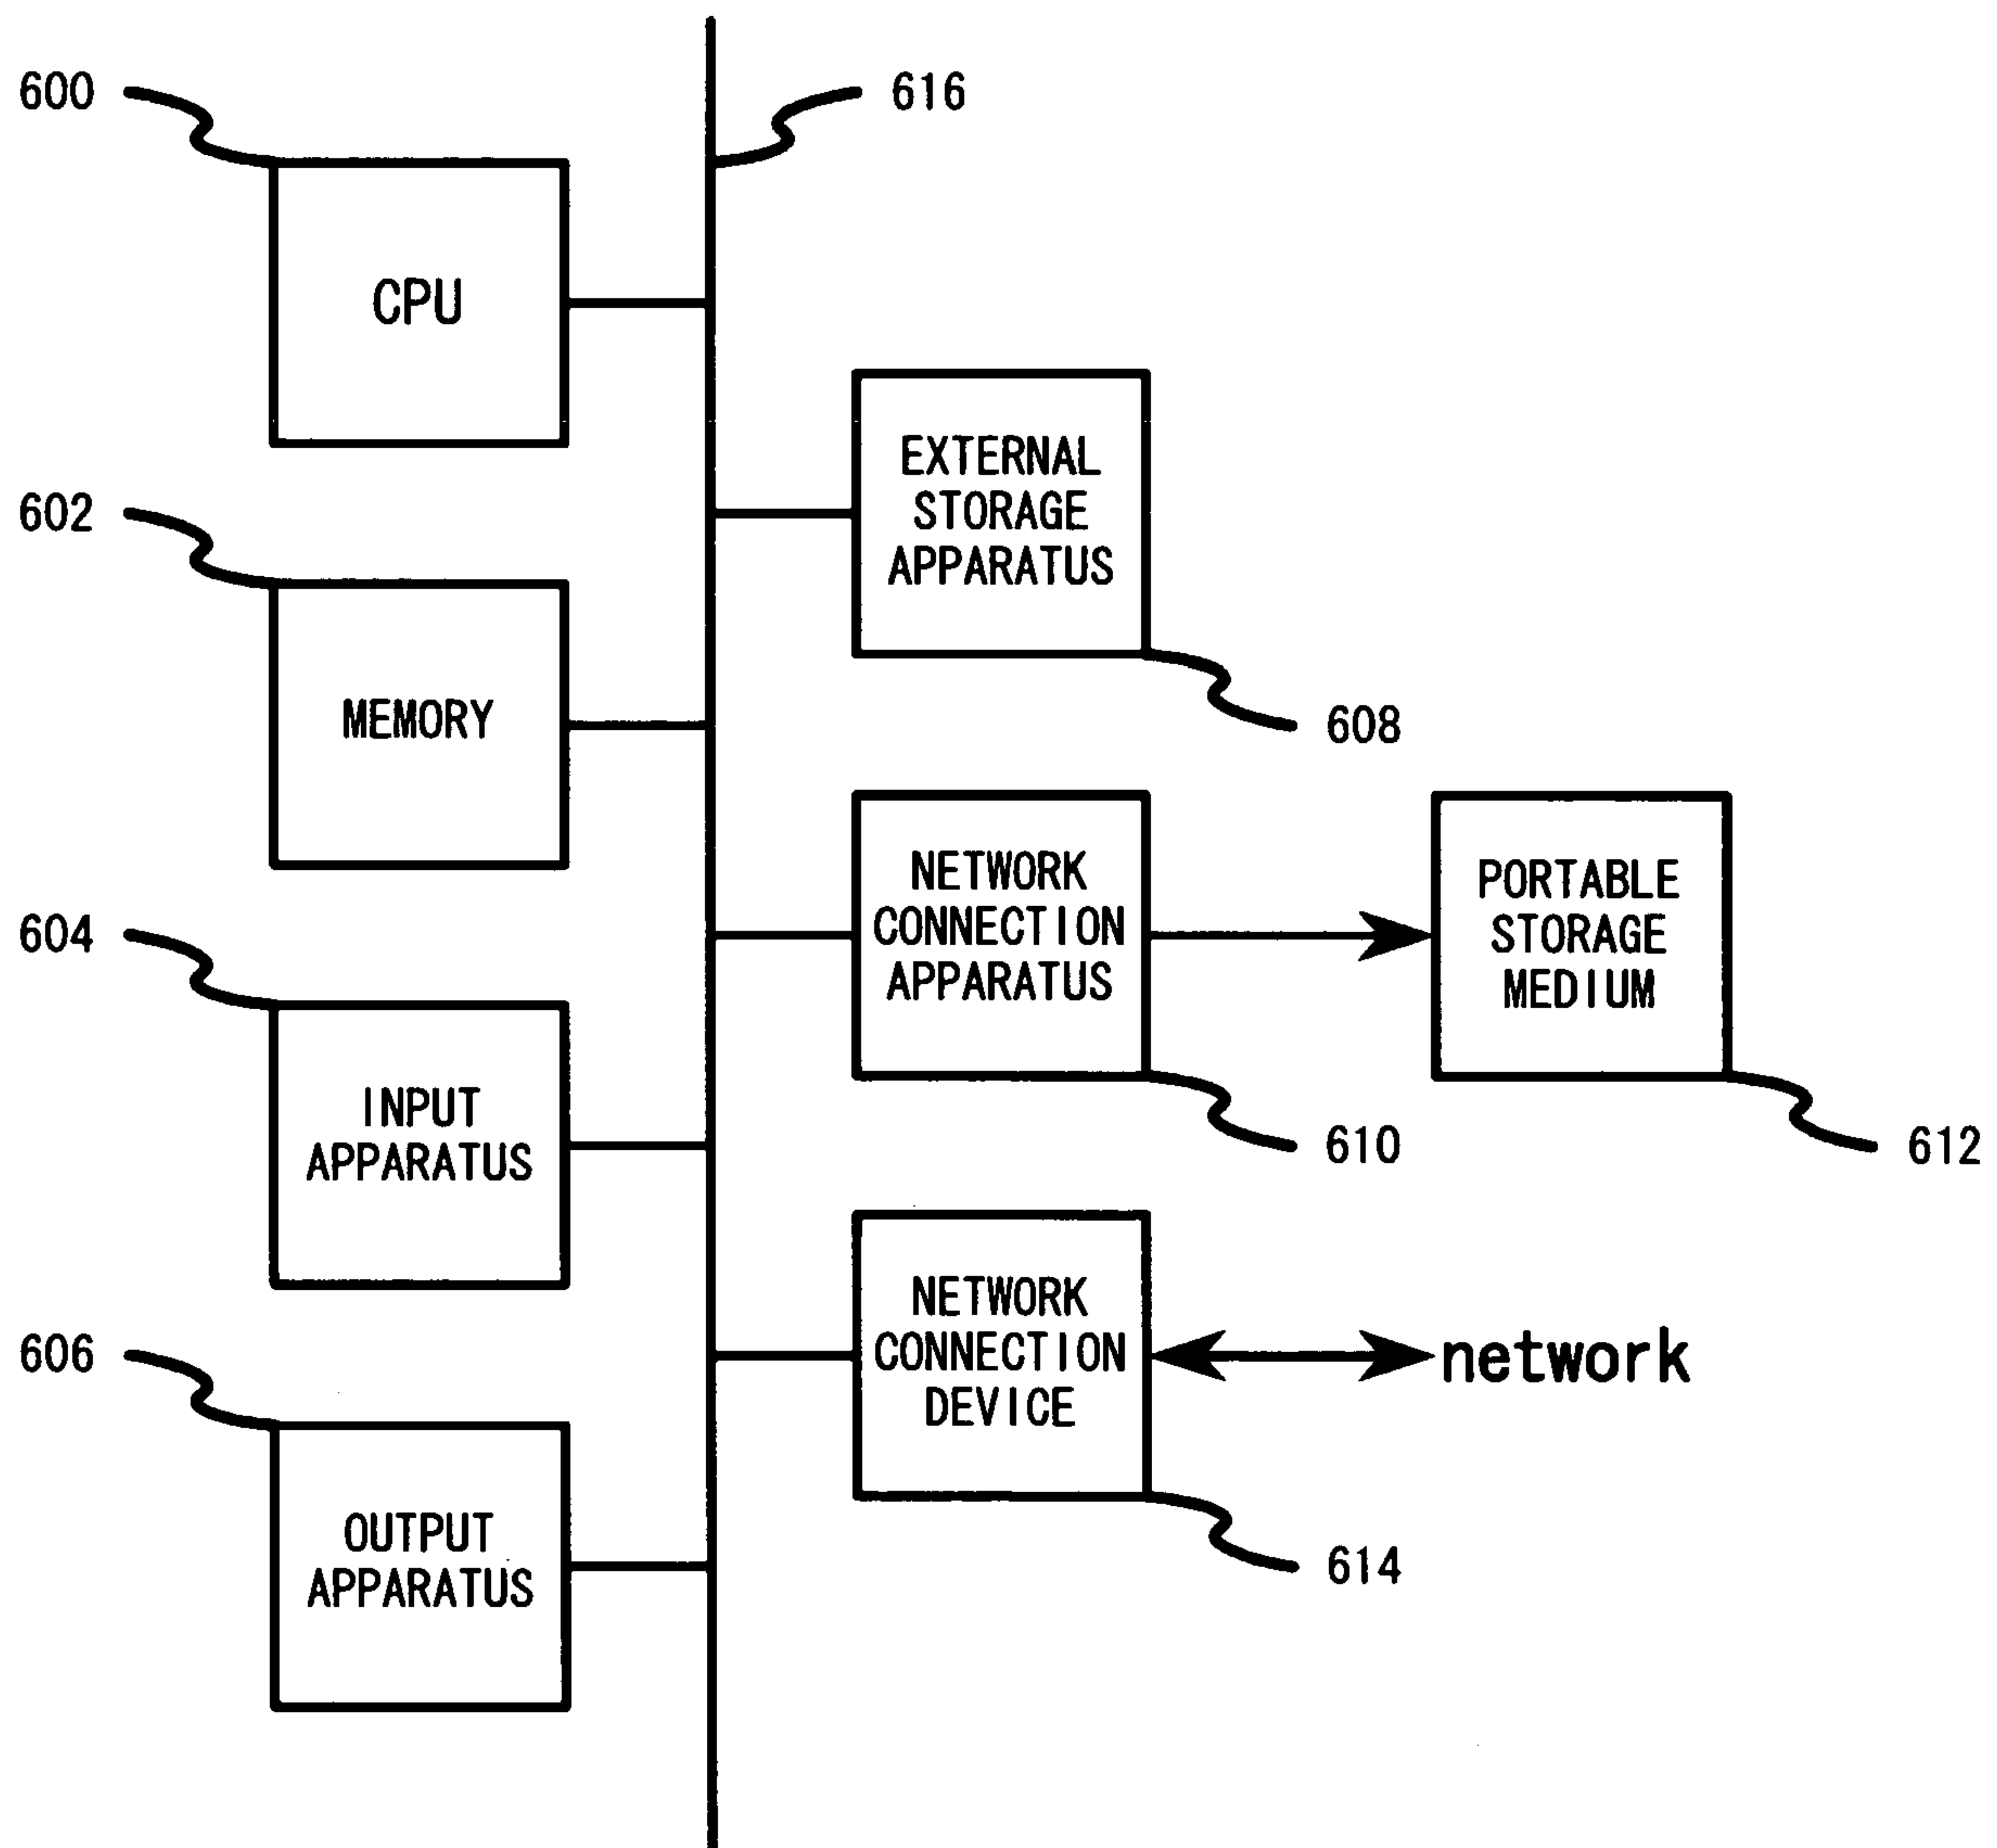 600
616
CPU
EXTERNAL
STORAGE
APPARATUS
602
MEMORY
608
604
NETWORK
CONNECTION
APPARATUS
PORTABLE
STORAGE
MEDIUM
INPUT
APPARATUS
610
612
606
NETWORK
CONNECTION
DEVICE
network
OUTPUT
APPARATUS
614